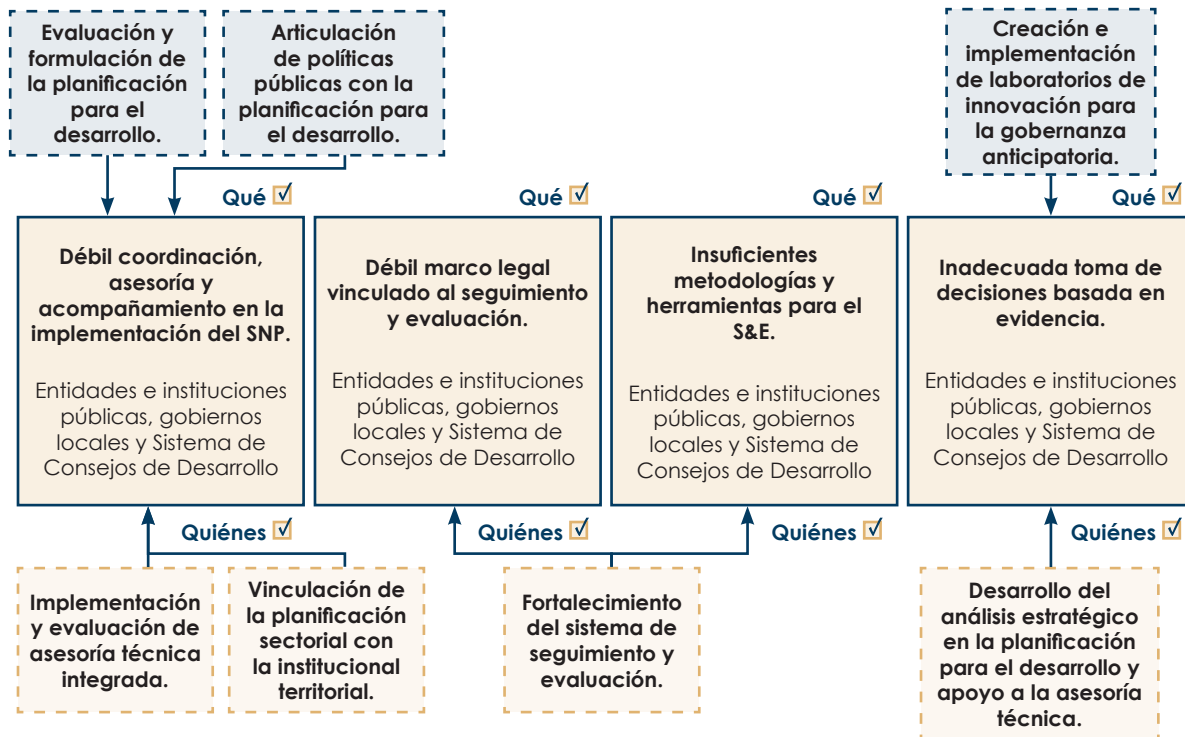 Evaluación y
formulación de
la planificación
para el
desarrollo.
Articulación
de políticas
públicas con la
planificación para
el desarrollo.
Creación e
implementación
de laboratorios de
innovación para
la gobernanza
anticipatoria.
Qué
Débil coordinación,
asesoría y
acompañamiento en la
implementación del SNP.
Entidades e instituciones
públicas, gobiernos
locales y Sistema de
Consejos de Desarrollo
Quiénes
Qué
Débil marco legal
vinculado al seguimiento
y evaluación.
Entidades e instituciones
públicas, gobiernos
locales y Sistema de
Consejos de Desarrollo
Quiénes
Qué
Insuficientes
metodologías y
herramientas para el
S&E.
Entidades e instituciones
públicas, gobiernos
locales y Sistema de
Consejos de Desarrollo
Quiénes
Qué
Inadecuada toma de
decisiones basada en
evidencia.
Entidades e instituciones
públicas, gobiernos
locales y Sistema de
Consejos de Desarrollo
Quiénes
Implementación
y evaluación de
asesoría técnica
integrada.
Vinculación de
la planificación
sectorial con
la institucional
territorial.
Fortalecimiento
del sistema de
seguimiento y
evaluación.
Desarrollo del
análisis estratégico
en la planificación
para el desarrollo y
apoyo a la asesoría
técnica.